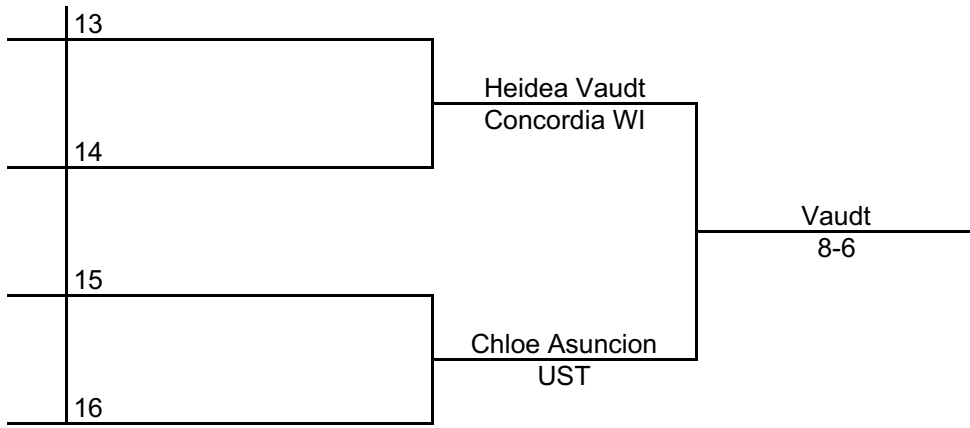 13
Heidea Vaudt
Concordia WI
14
Vaudt
8-6
15
Chloe Asuncion
UST
16